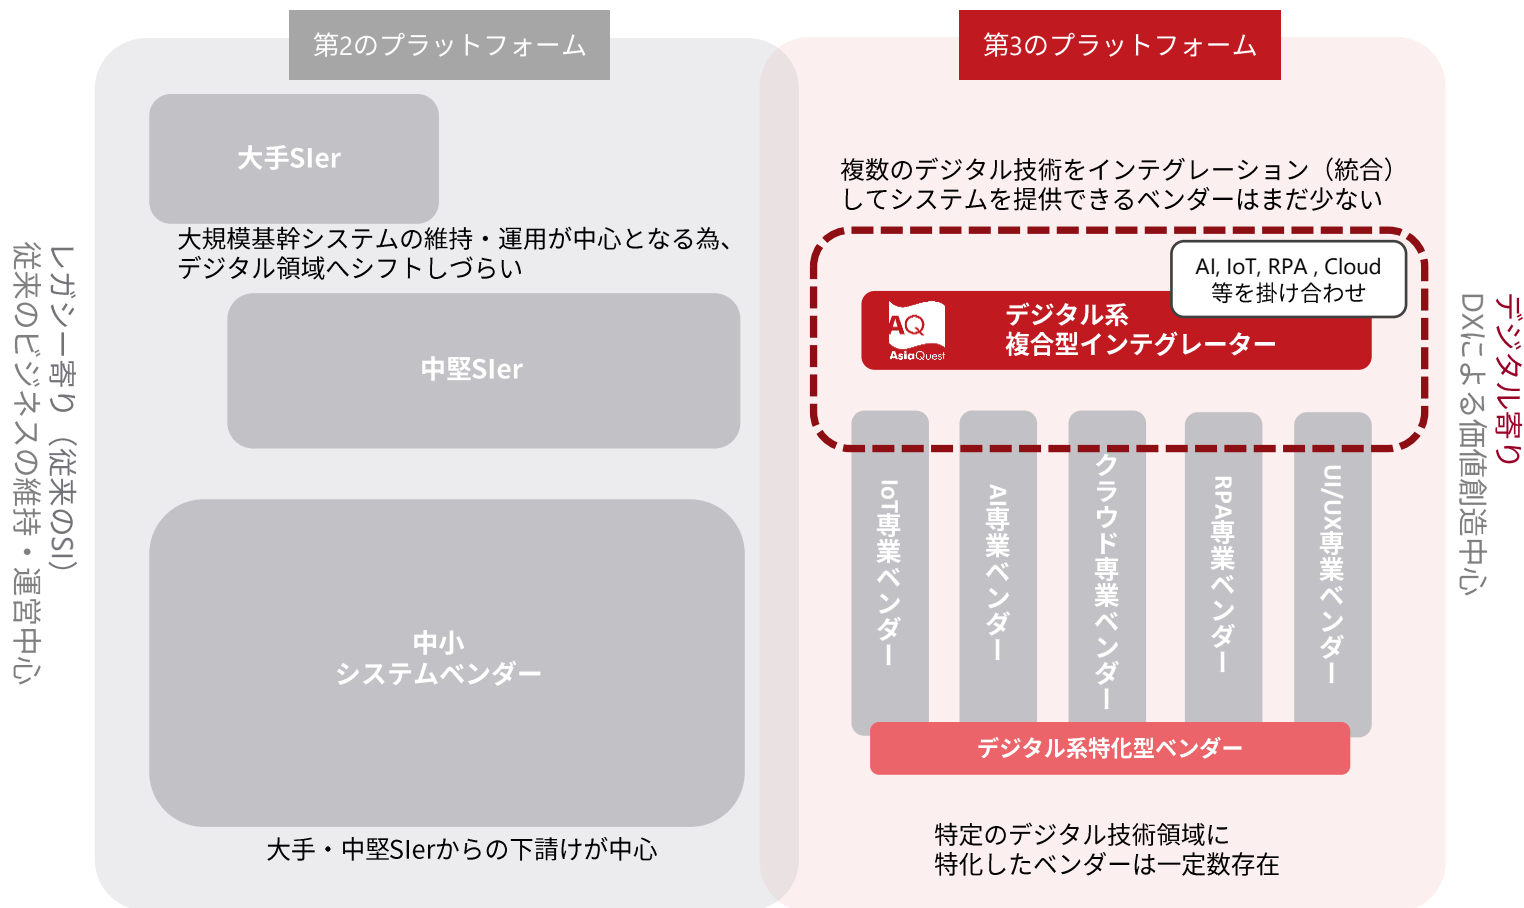 第2のプラットフォーム
大手SIer
大規模基幹システムの維持・運用が中心となる為、
デジタル領域へシフトしづらい
中堅SIer
中小
システムベンダー
大手・中堅SIerからの下請けが中心
レガシー寄り（従来のSI）
従来のビジネスの維持・運営中心
第3のプラットフォーム
複数のデジタル技術をインテグレーション（統合）
してシステムを提供できるベンダーはまだ少ない
AI, IoT, RPA , Cloud
等を掛け合わせ
AQ
AsiaQuest
デジタル系
複合型インテグレーター
IoT専業ベンダー
AI専業ベンダー
クラウド専業ベンダー
RPA専業ベンダー
UI/UX専業ベンダー
デジタル系特化型ベンダー
特定のデジタル技術領域に
特化したベンダーは一定数存在
デジタル寄り
DXによる価値創造中心